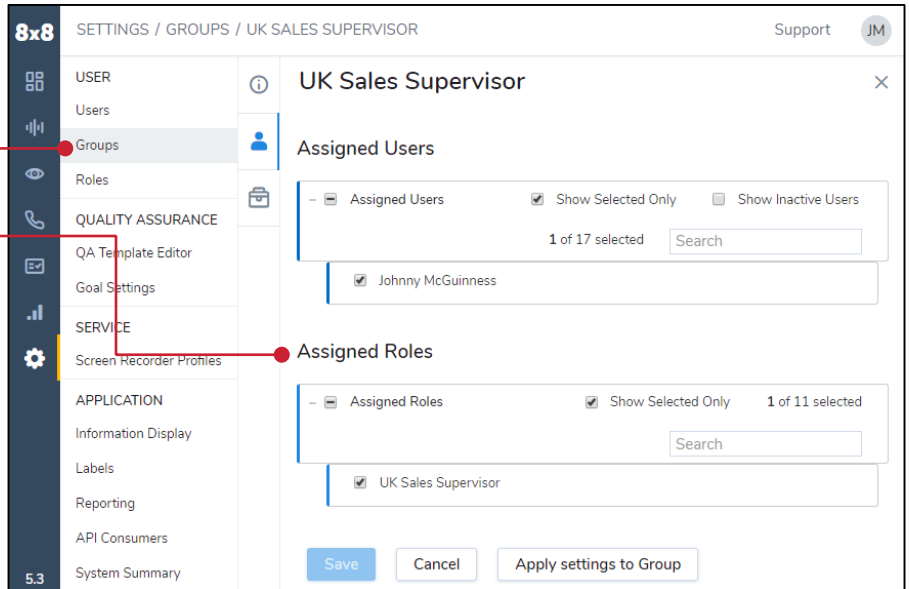 8x8
SETTINGS / GROUPS / UK SALES SUPERVISOR
Support
JM
USER
Users
Groups
Roles
QUALITY ASSURANCE
QA Template Editor
Goal Settings
SERVICE
Screen Recorder Profiles
APPLICATION
Information Display
Labels
Reporting
API Consumers
System Summary
5.3
UK Sales Supervisor
Assigned Users
Assigned Users
Show Selected Only
Show Inactive Users
1 of 17 selected
Search
Johnny McGuinness
Assigned Roles
Assigned Roles
Show Selected Only
1 of 11 selected
Search
UK Sales Supervisor
Save
Cancel
Apply settings to Group